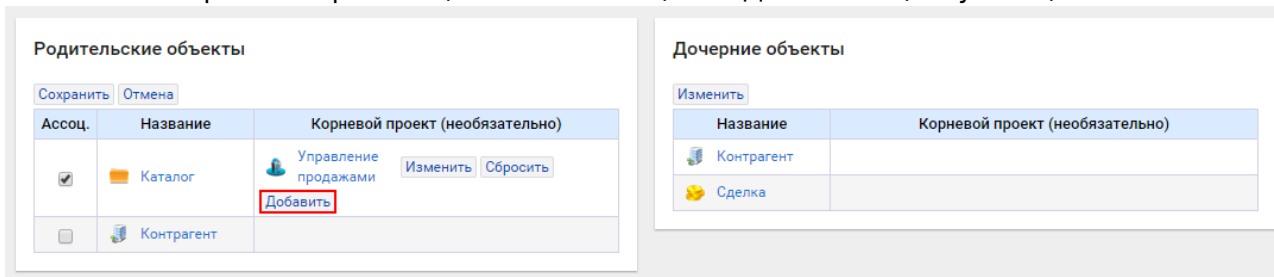 Родительские объекты
Сохранить Отмена
Ассоц. Название Корневой проект (необязательно)
Каталог
Управление
продажами
Изменить Сбросить
Добавить
Контрагент
Дочерние объекты
Изменить
Название Корневой проект (необязательно)
Контрагент
Сделка